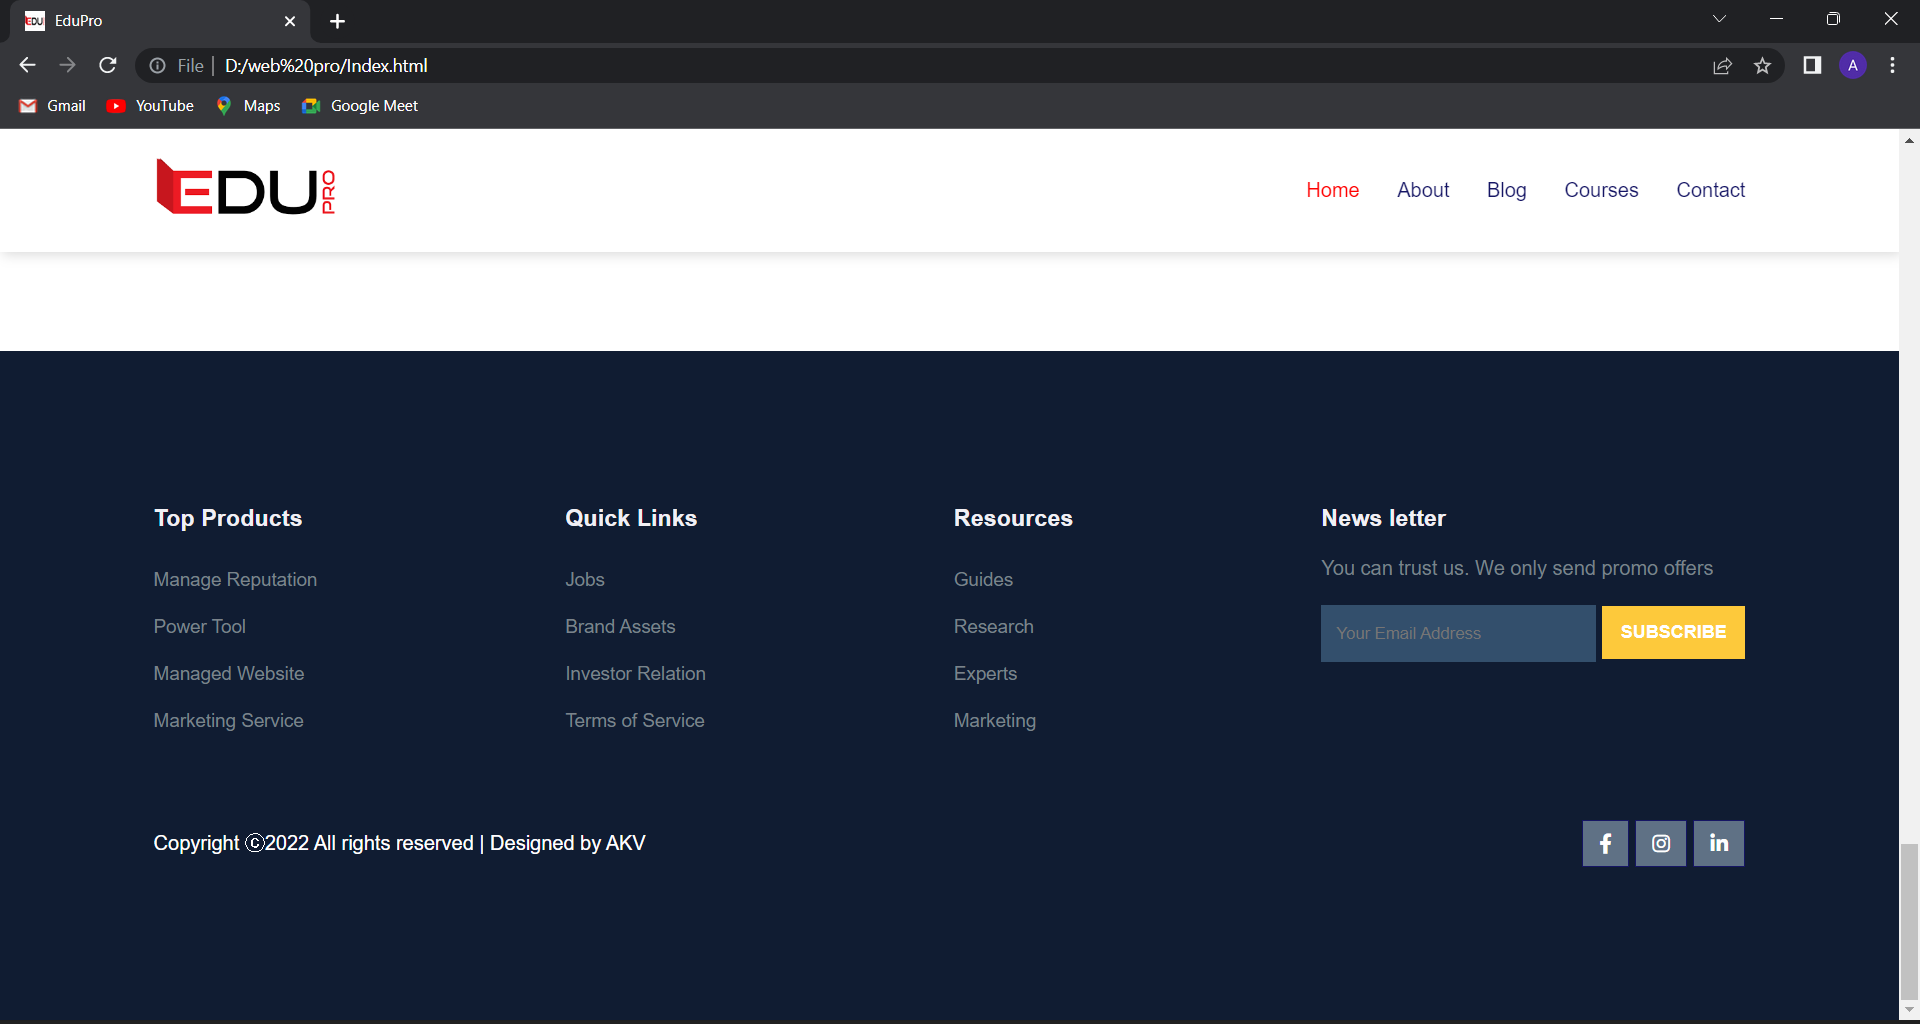 EDU EduPro
File D:/web%20pro/Index.html A
Gmail YouTube Maps Google Meet
EDU PRO Home About Blog Courses Contact
Top Products
Manage Reputation
Power Tool
Managed Website
Marketing Service
Quick Links
Jobs
Brand Assets
Investor Relation
Terms of Service
Resources
Guides
Research
Experts
Marketing
News letter
You can trust us. We only send promo offers
Your Email Address SUBSCRIBE
Copyright ⓒ2022 All rights reserved | Designed by AKV